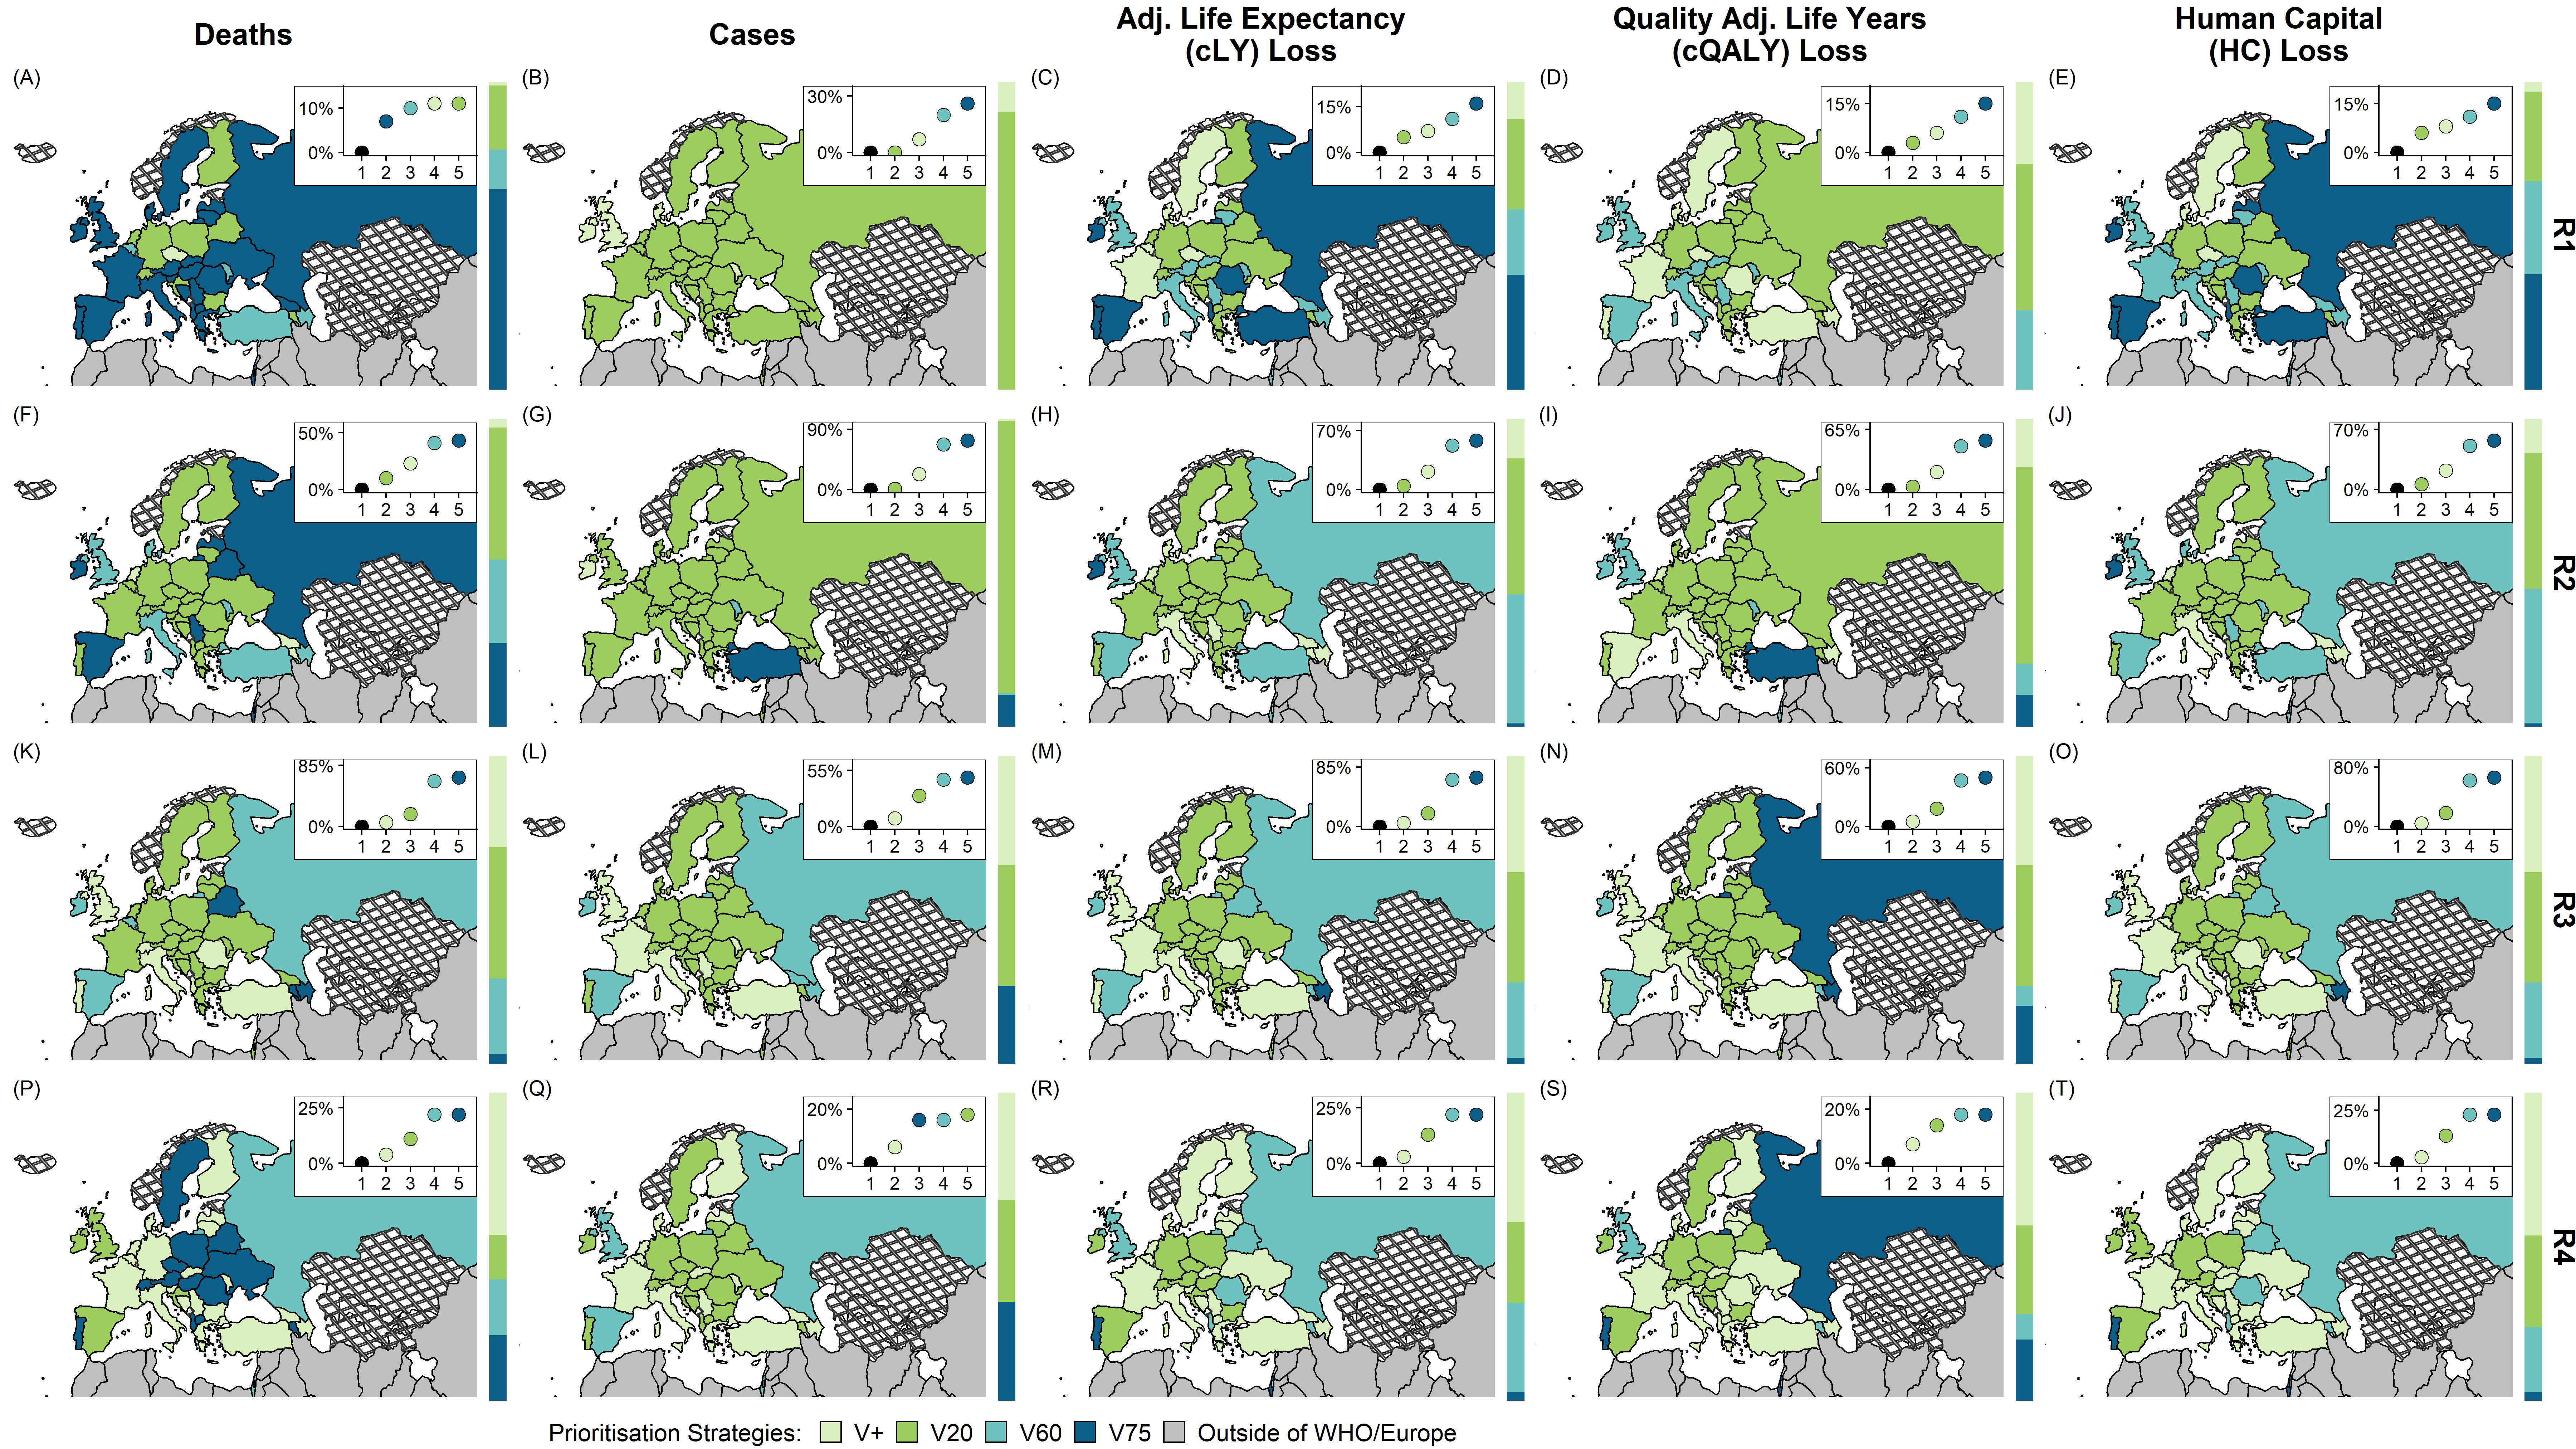 Deaths
Cases
Adj. Life Expectancy
(cLY) Loss
Quality Adj. Life Years
(cQALY) Loss
Human Capital
(HC) Loss
(A)
10%
0%
1 2 3 4 5
(B)
30%
0%
1 2 3 4 5
(C)
15%
0%
1 2 3 4 5
(D)
15%
0%
1 2 3 4 5
(E)
15%
0%
1 2 3 4 5
R1
(F)
50%
0%
1 2 3 4 5
(G)
90%
0%
1 2 3 4 5
(H)
70%
0%
1 2 3 4 5
(I)
65%
0%
1 2 3 4 5
(J)
70%
0%
1 2 3 4 5
R2
(K)
85%
0%
1 2 3 4 5
(L)
55%
0%
1 2 3 4 5
(M)
85%
0%
1 2 3 4 5
(N)
60%
0%
1 2 3 4 5
(O)
80%
0%
1 2 3 4 5
R3
(P)
25%
0%
1 2 3 4 5
(Q)
20%
0%
1 2 3 4 5
(R)
25%
0%
1 2 3 4 5
(S)
20%
0%
1 2 3 4 5
(T)
25%
0%
1 2 3 4 5
R4
Prioritisation Strategies: V+ V20 V60 V75 Outside of WHO/Europe